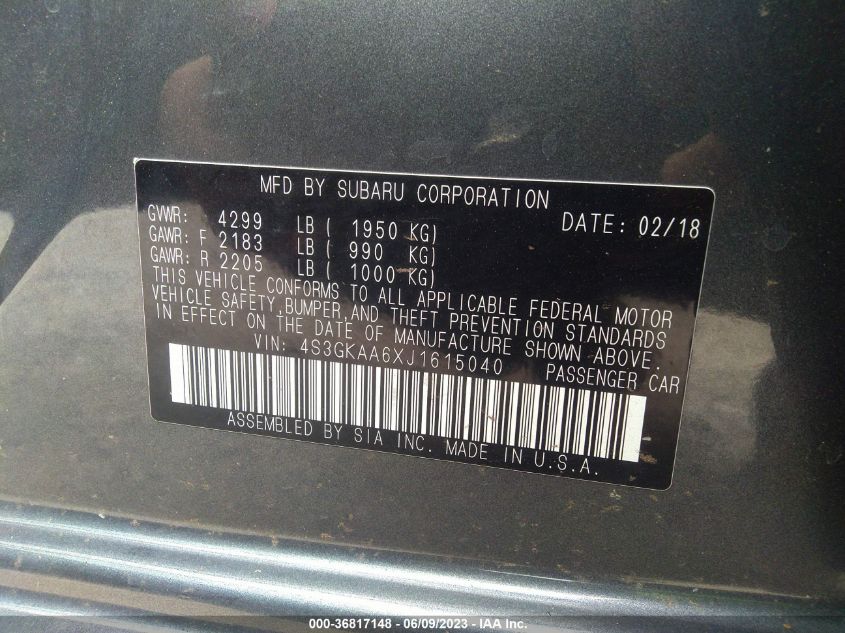 MFD BY SUBARU CORPORATION
GVWR: 4299 LB ( 1950 KG) DATE: 02/18
GAWR: F 2183 LB ( 990 KG)
GAWR: R 2205 LB ( 1000 KG)
THIS VEHICLE CONFORMS TO ALL APPLICABLE FEDERAL MOTOR
VEHICLE SAFETY, BUMPER, AND THEFT PREVENTION STANDARDS
IN EFFECT ON THE DATE OF MANUFACTURE SHOWN ABOVE.
VIN: 4S3GKAA6XJ1615040 PASSENGER CAR
ASSEMBLED BY SIA INC. MADE IN U.S.A.
000-36817148 - 06/09/2023 - IAA Inc.